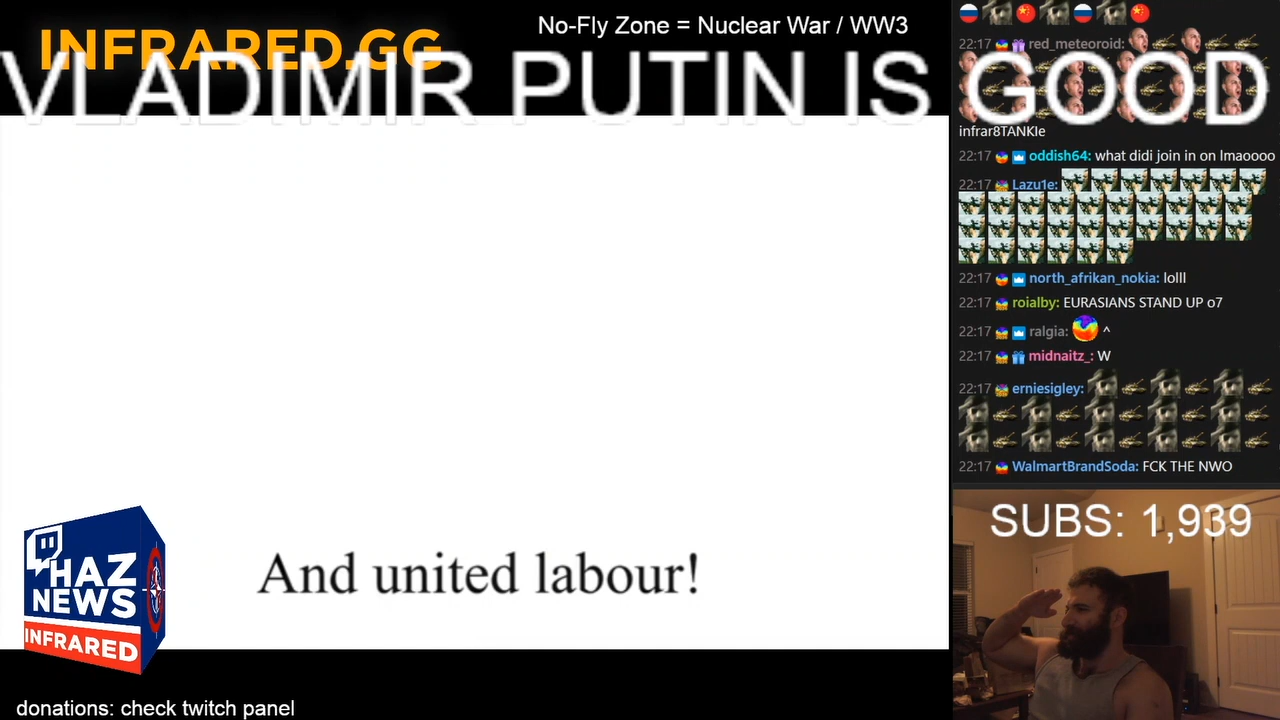 INFRARED.GG
No-Fly Zone = Nuclear War / WW3
VLADIMIR PUTIN IS GOOD
And united labour!
HAZ
NEWS
INFRARED
donations: check twitch panel
22:17 red_meteoroid:
infrar8TANKIe
22:17 oddish64: what didi join in on lmaoooo
22:17 Lazu1e:
22:17 north_afrikan_nokia: lolll
22:17 roialby: EURASIANS STAND UP o7
22:17 ralgia: ^
22:17 midnaitz_: W
22:17 erniesigley:
22:17 WalmartBrandSoda: FCK THE NWO
SUBS: 1,939